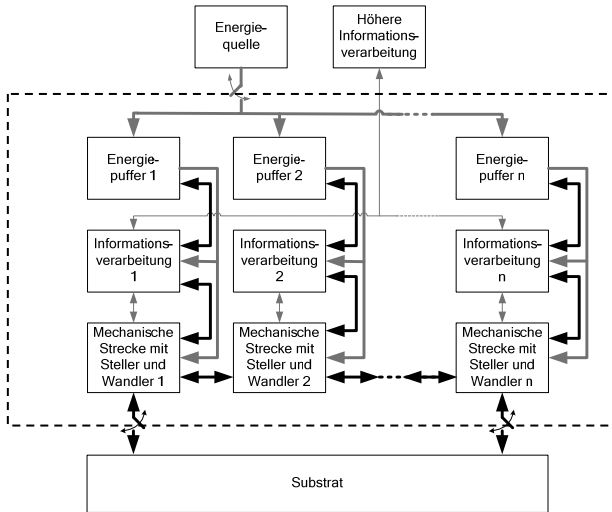 Energie-
quelle
Höhere
Informations-
verarbeitung
Energie-
puffer 1
Energie-
puffer 2
Energie-
puffer n
Informations-
verarbeitung
1
Informations-
verarbeitung
2
Informations-
verarbeitung
n
Mechanische
Strecke mit
Steller und
Wandler 1
Mechanische
Strecke mit
Steller und
Wandler 2
Mechanische
Strecke mit
Steller und
Wandler n
Substrat